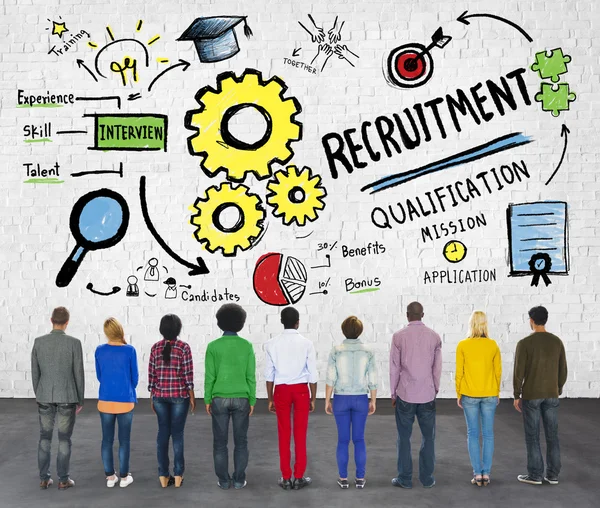 Training
TOGETHER
Experience
Skill
Talent
INTERVIEW
RECRUITMENT
QUALIFICATION
MISSION
APPLICATION
30% Benefits
10% Bonus
Candidates